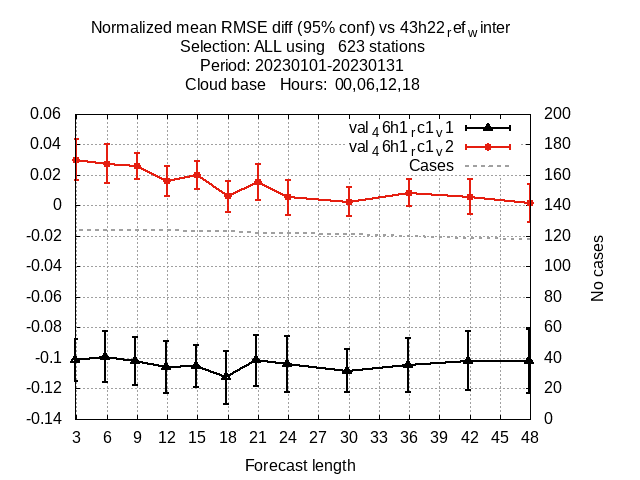 Normalized mean RMSE diff (95% conf) vs 43h22refwinter
Selection: ALL using   623 stations
Period: 20230101-20230131
Cloud base   Hours:  00,06,12,18
val46h1rc1v1
val46h1rc1v2
Cases
0.06
0.04
0.02
0
-0.02
-0.04
-0.06
-0.08
-0.1
-0.12
-0.14
200
180
160
140
120
100
80
60
40
20
0
No cases
3 6 9 12 15 18 21 24 27 30 33 36 39 42 45 48
Forecast length